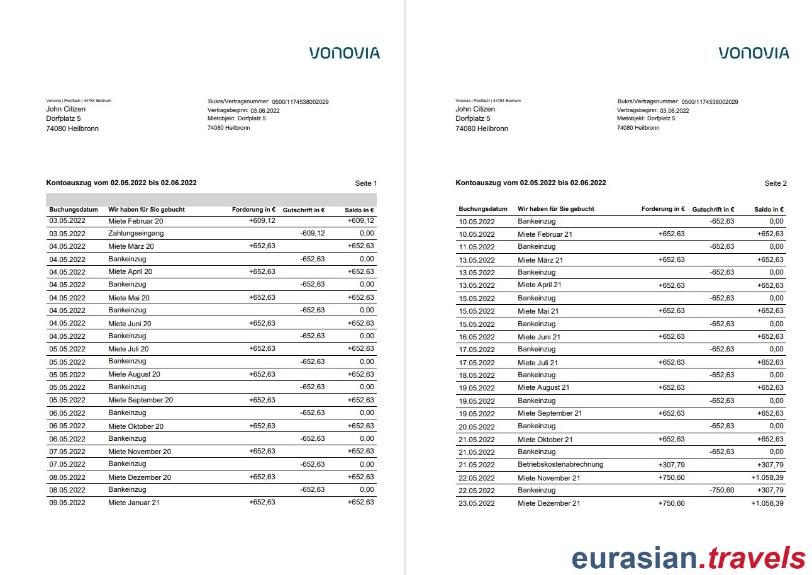 VONOVIA
Vonovia | Postfach | 44784 Bochum
John Citizen
Dorfplatz 5
74080 Heilbronn
Bukrs/Vertragsnummer: 0500/1174538002029
Vertragsbeginn: 03.06.2022
Mietobjekt: Dorfplatz 5
74080 Heilbronn
Kontoauszug vom 02.05.2022 bis 02.06.2022 Seite 1
Buchungsdatum Wir haben für Sie gebucht Forderung in € Gutschrift in € Saldo in €
03.05.2022 Miete Februar 20 +609,12 +609,12
03.05.2022 Zahlungseingang -609,12 0,00
04.05.2022 Miete März 20 +652,63 +652,63
04.05.2022 Bankeinzug -652,63 0,00
04.05.2022 Miete April 20 +652,63 +652,63
04.05.2022 Bankeinzug -652,63 0,00
04.05.2022 Miete Mai 20 +652,63 +652,63
04.05.2022 Bankeinzug -652,63 0,00
04.05.2022 Miete Juni 20 +652,63 +652,63
04.05.2022 Bankeinzug -652,63 0,00
05.05.2022 Miete Juli 20 +652,63 +652,63
05.05.2022 Bankeinzug -652,63 0,00
05.05.2022 Miete August 20 +652,63 +652,63
05.05.2022 Bankeinzug -652,63 0,00
05.05.2022 Miete September 20 +652,63 +652,63
06.05.2022 Bankeinzug -652,63 0,00
06.05.2022 Miete Oktober 20 +652,63 +652,63
06.05.2022 Bankeinzug -652,63 0,00
07.05.2022 Miete November 20 +652,63 +652,63
07.05.2022 Bankeinzug -652,63 0,00
08.05.2022 Miete Dezember 20 +652,63 +652,63
08.05.2022 Bankeinzug -652,63 0,00
09.05.2022 Miete Januar 21 +652,63 +652,63
VONOVIA
Vonovia | Postfach | 44784 Bochum
John Citizen
Dorfplatz 5
74080 Heilbronn
Bukrs/Vertragsnummer: 0500/1174538002029
Vertragsbeginn: 03.06.2022
Mietobjekt: Dorfplatz 5
74080 Heilbronn
Kontoauszug vom 02.05.2022 bis 02.06.2022 Seite 2
Buchungsdatum Wir haben für Sie gebucht Forderung in € Gutschrift in € Saldo in €
10.05.2022 Bankeinzug -652,63 0,00
10.05.2022 Miete Februar 21 +652,63 +652,63
11.05.2022 Bankeinzug -652,63 0,00
13.05.2022 Miete März 21 +652,63 +652,63
13.05.2022 Bankeinzug -652,63 0,00
13.05.2022 Miete April 21 +652,63 +652,63
15.05.2022 Bankeinzug -652,63 0,00
15.05.2022 Miete Mai 21 +652,63 +652,63
15.05.2022 Bankeinzug -652,63 0,00
16.05.2022 Miete Juni 21 +652,63 +652,63
17.05.2022 Bankeinzug -652,63 0,00
17.05.2022 Miete Juli 21 +652,63 +652,63
18.05.2022 Bankeinzug -652,63 0,00
19.05.2022 Miete August 21 +652,63 +652,63
19.05.2022 Bankeinzug -652,63 0,00
19.05.2022 Miete September 21 +652,63 +652,63
20.05.2022 Bankeinzug -652,63 0,00
21.05.2022 Miete Oktober 21 +652,63 +652,63
21.05.2022 Bankeinzug -652,63 0,00
21.05.2022 Betriebskostenabrechnung +307,79 +307,79
22.05.2022 Miete November 21 +750,60 +1.058,39
22.05.2022 Bankeinzug -750,60 +307,79
23.05.2022 Miete Dezember 21 +750,60 +1.058,39
eurasian.travels